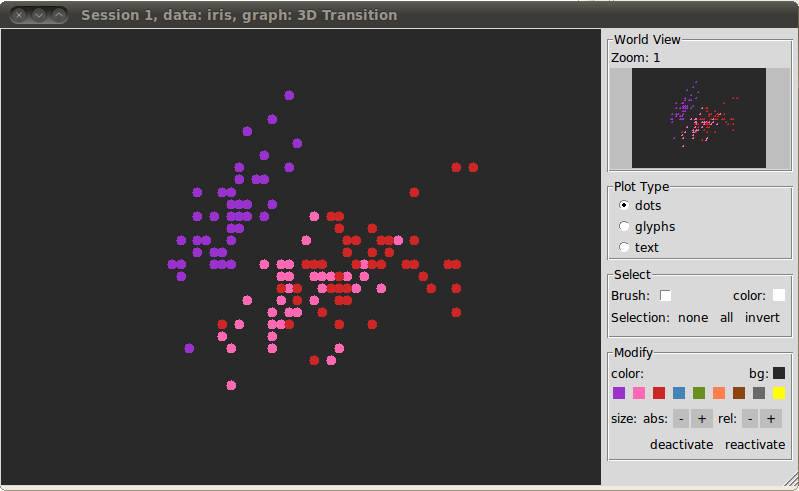 Session 1, data: iris, graph: 3D Transition
World View
Zoom: 1
Plot Type
dots
glyphs
text
Select
Brush: color:
Selection: none all invert
Modify
color: bg:
size: abs: - + rel: - +
deactivate reactivate